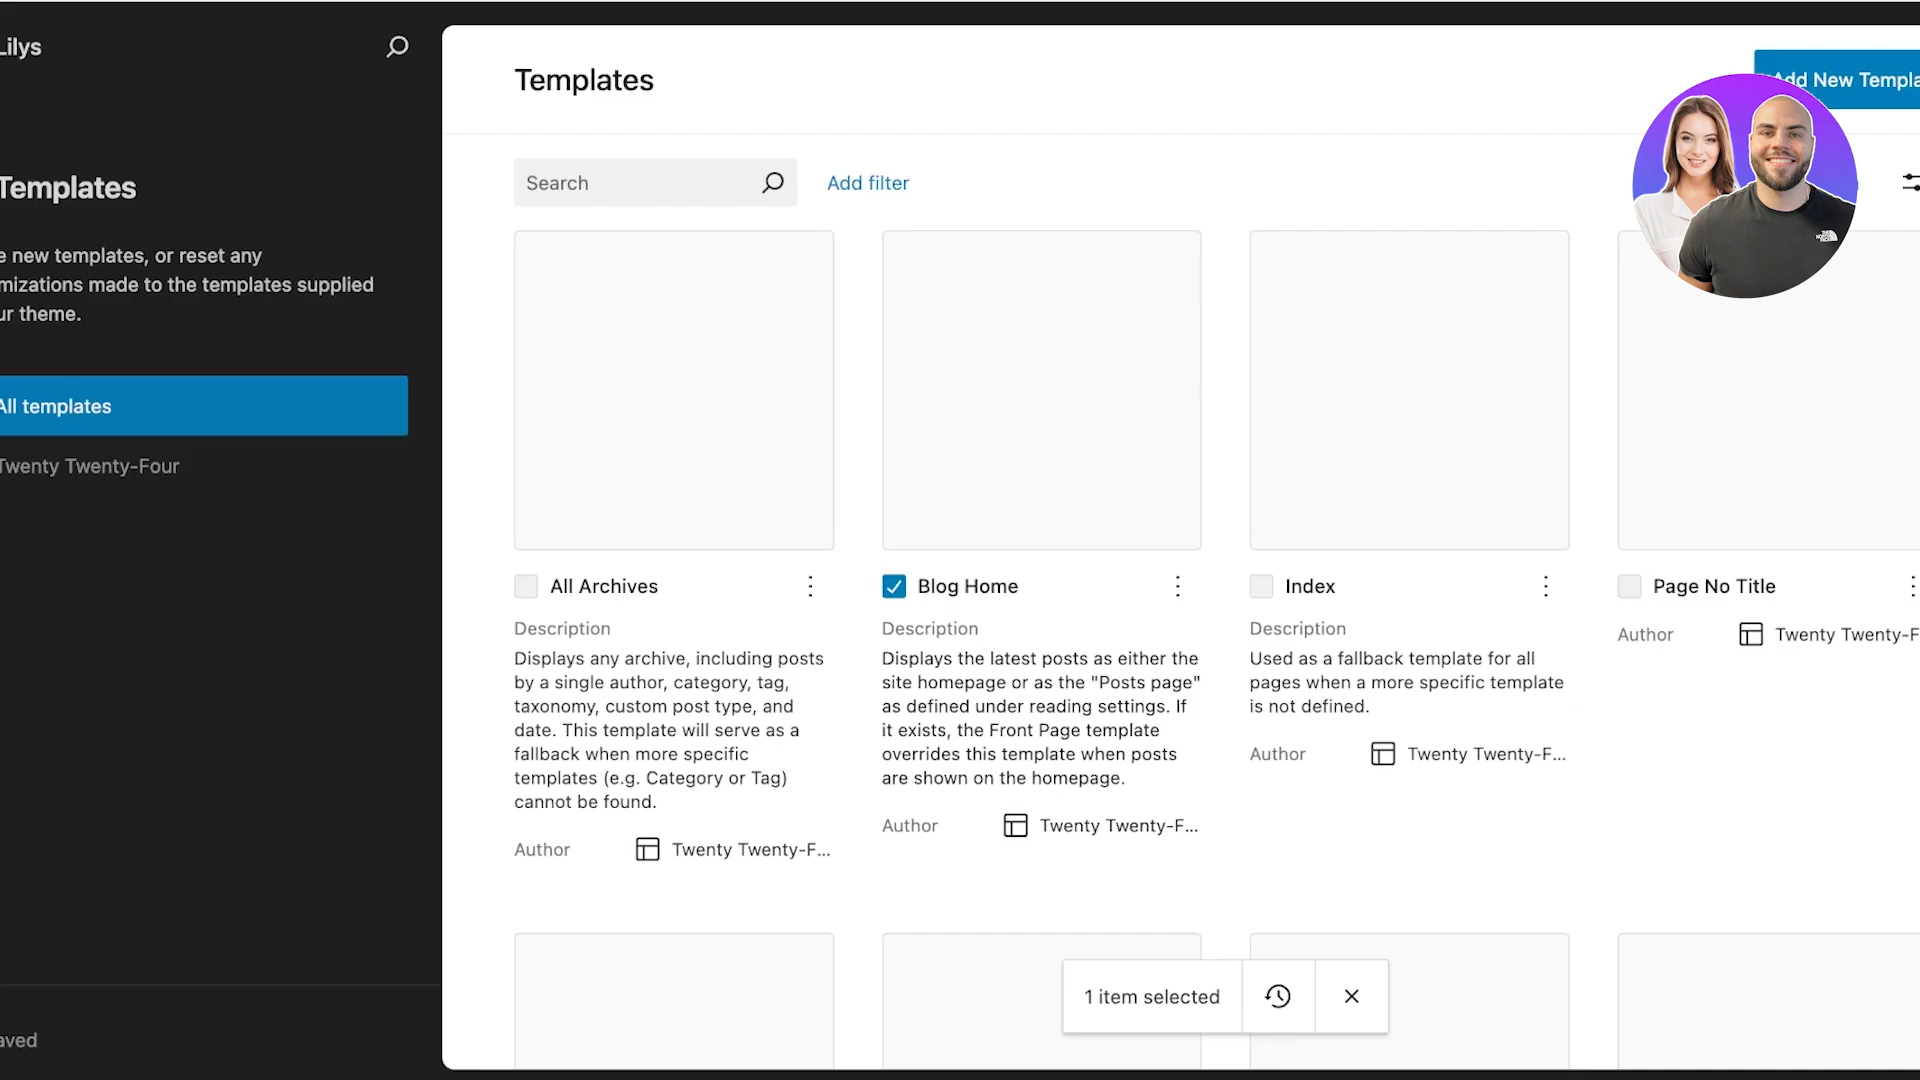 Lilys
Templates
e new templates, or reset any
mizations made to the templates supplied
ur theme.
All templates
Twenty Twenty-Four
aved
Templates
Add New Templa
Search
Add filter
All Archives
Description
Displays any archive, including posts
by a single author, category, tag,
taxonomy, custom post type, and
date. This template will serve as a
fallback when more specific
templates (e.g. Category or Tag)
cannot be found.
Author
Twenty Twenty-F...
Blog Home
Description
Displays the latest posts as either the
site homepage or as the "Posts page"
as defined under reading settings. If
it exists, the Front Page template
overrides this template when posts
are shown on the homepage.
Author
Twenty Twenty-F...
Index
Description
Used as a fallback template for all
pages when a more specific template
is not defined.
Author
Twenty Twenty-F...
Page No Title
Author
Twenty Twenty-F
1 item selected